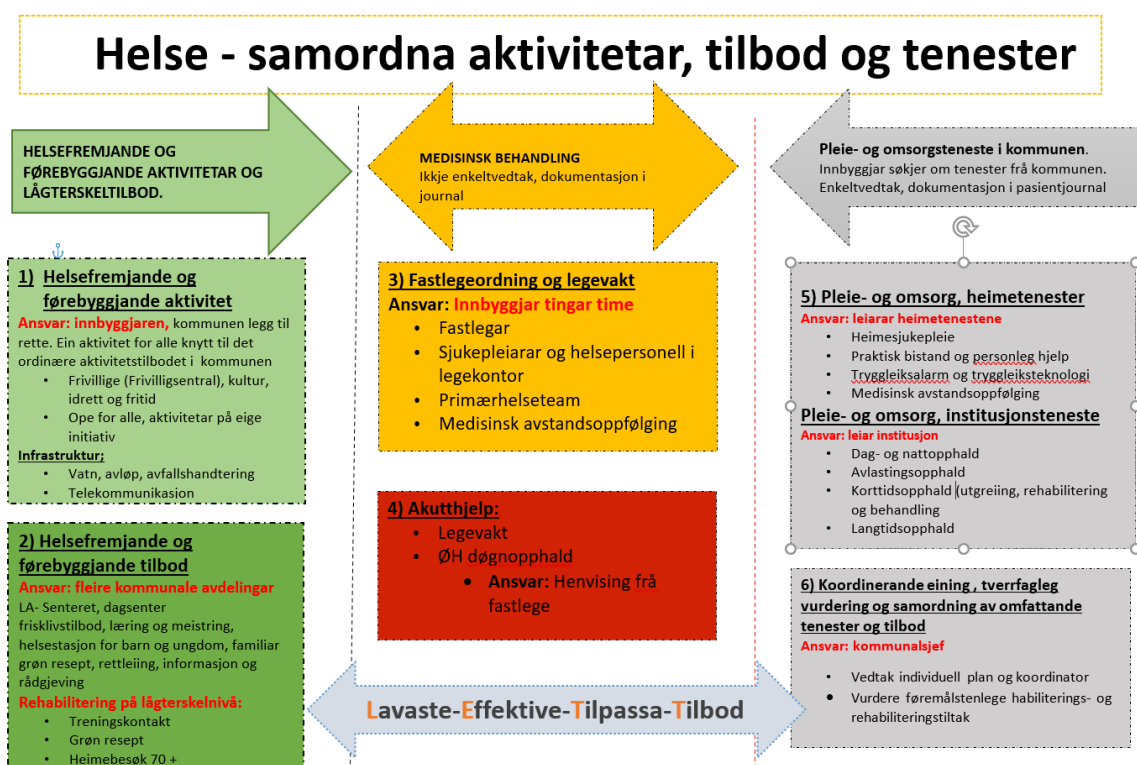 Helse - samordna aktivitetar, tilbod og tenester
HELSEFREMJANDE OG
FØREBYGGJANDE AKTIVITETAR OG
LÅGTERSKELTILBOD.
MEDISINSK BEHANDLING
Ikkje enkeltvedtak, dokumentasjon i
journal
Pleie- og omsorgsteneste i kommunen.
Innbyggjar søkjer om tenester frå kommunen.
Enkeltvedtak, dokumentasjon i pasientjournal
1) Helsefremjande og
førebyggjande aktivitet
Ansvar: innbyggjaren, kommunen legg til
rette. Ein aktivitet for alle knytt til det
ordinære aktivitetstilbodet i kommunen
• Frivillige (Frivilligsentral), kultur,
idrett og fritid
• Ope for alle, aktivitetar på eige
initiativ
Infrastruktur;
• Vatn, avløp, avfallshandtering
• Telekommunikasjon
2) Helsefremjande og
førebyggjande tilbod
Ansvar: fleire kommunale avdelingar
LA- Senteret, dagsenter
frisklivstilbod, læring og meistring,
helsestasjon for barn og ungdom, familiar
grøn resept, rettleiing, informasjon og
rådgjeving
Rehabilitering på lågterskelnivå:
• Treningskontakt
• Grøn resept
• Heimebesøk 70 +
3) Fastlegeordning og legevakt
Ansvar: Innbyggjar tingar time
• Fastlegar
• Sjukepleiarar og helsepersonell i
legekontor
• Primærhelseteam
• Medisinsk avstandsoppfølging
4) Akutthjelp:
• Legevakt
• ØH døgnopphald
• Ansvar: Henvising frå
fastlege
5) Pleie- og omsorg, heimetenester
Ansvar: leiarar heimetenestene
• Heimesjukepleie
• Praktisk bistand og personleg hjelp
• Tryggleiksalarm og tryggleiksteknologi
• Medisinsk avstandsoppfølging
Pleie- og omsorg, institusjonsteneste
Ansvar: leiar institusjon
• Dag- og nattopphald
• Avlastingsopphald
• Korttidsopphald (utgreiing, rehabilitering
og behandling
• Langtidsopphald
6) Koordinerande eining , tverrfagleg
vurdering og samordning av omfattande
tenester og tilbod
Ansvar: kommunalsjef
• Vedtak individuell plan og koordinator
• Vurdere føremålstenlege habiliterings- og
rehabiliteringstiltak
Lavaste-Effektive-Tilpassa-Tilbod